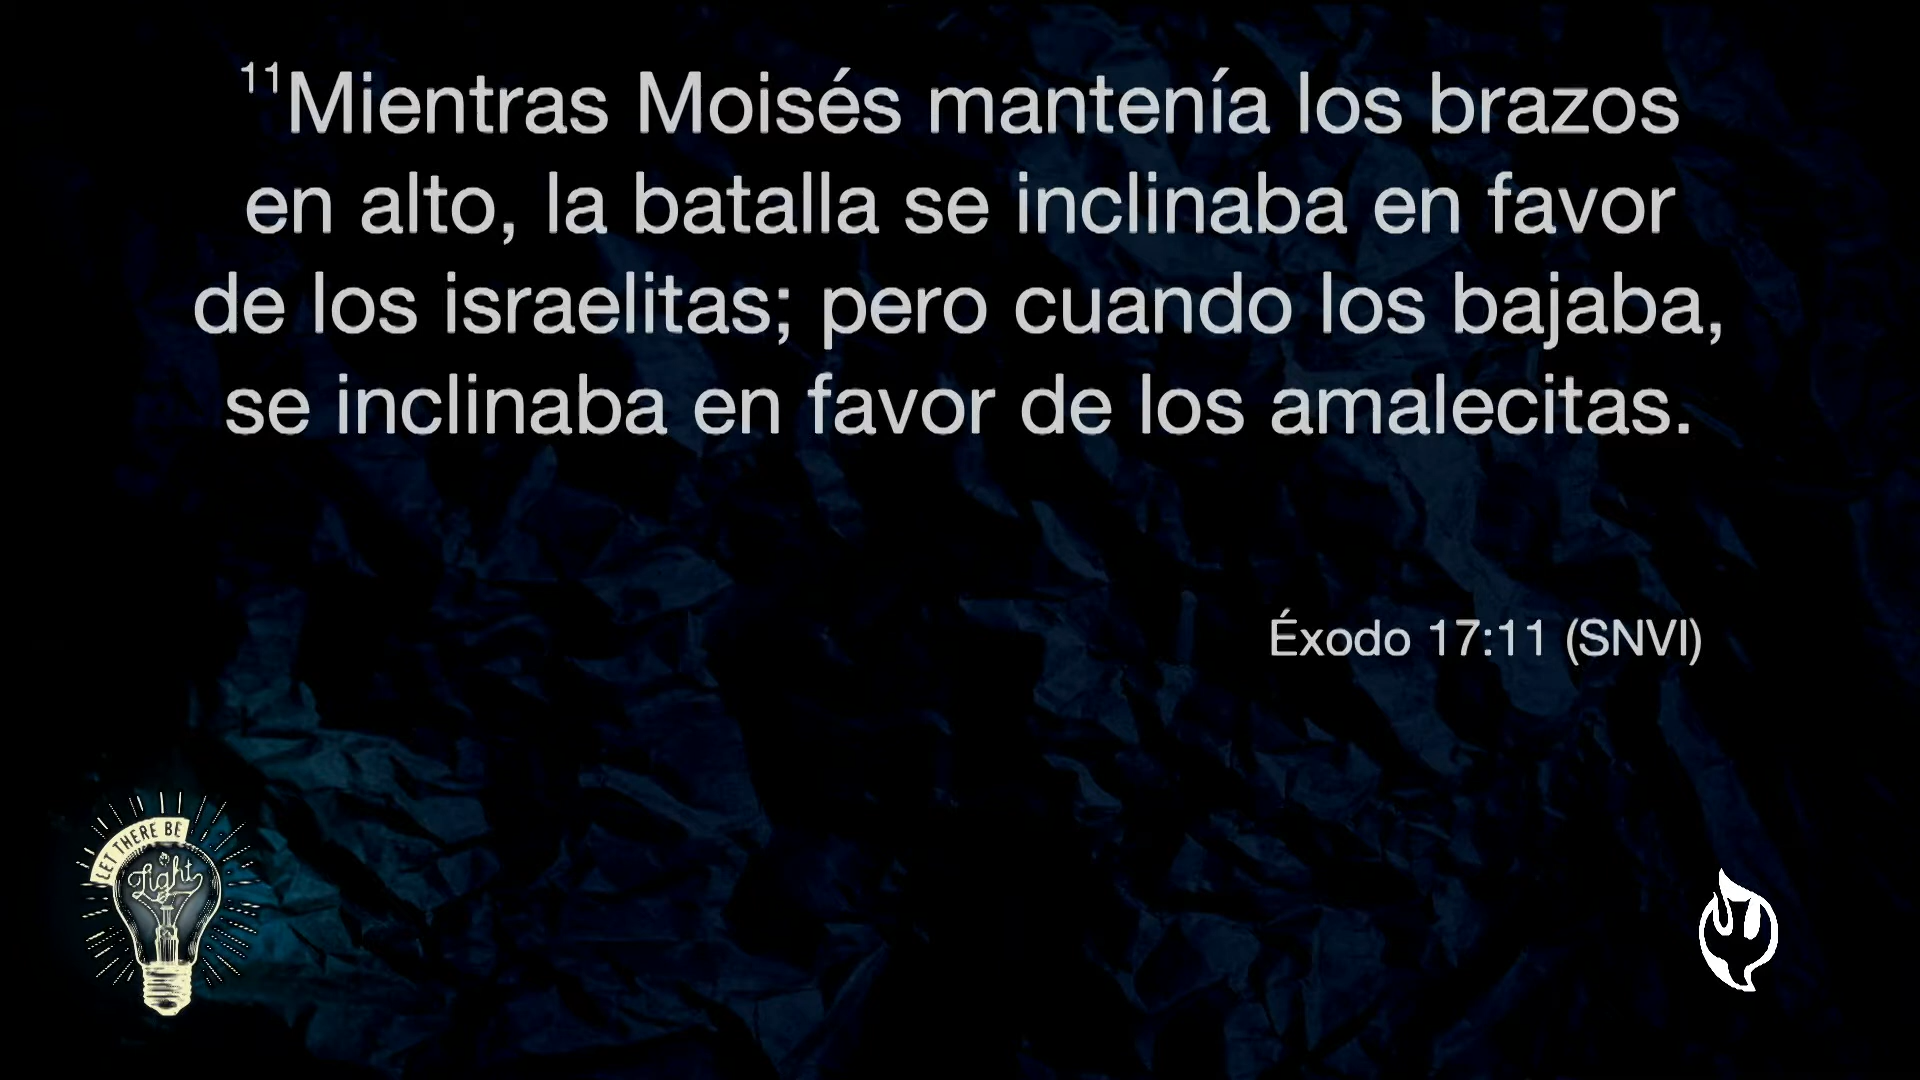 11Mientras Moisés mantenía los brazos
en alto, la batalla se inclinaba en favor
de los israelitas; pero cuando los bajaba,
se inclinaba en favor de los amalecitas.
Éxodo 17:11 (SNVI)
LET THERE BE
Light